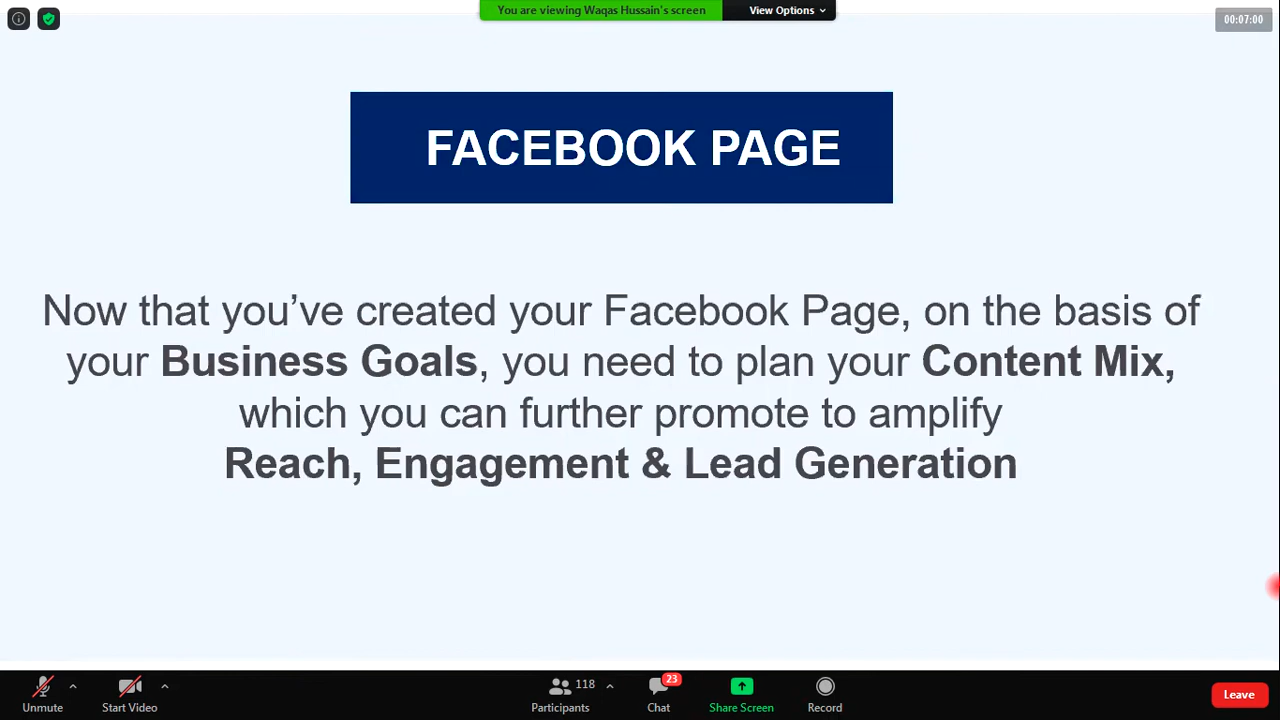 You are viewing Waqas Hussain's screen
View Options
00:07:00
FACEBOOK PAGE
Now that you’ve created your Facebook Page, on the basis of
your Business Goals, you need to plan your Content Mix,
which you can further promote to amplify
Reach, Engagement & Lead Generation
Unmute
Start Video
118
Participants
23
Chat
Share Screen
Record
Leave